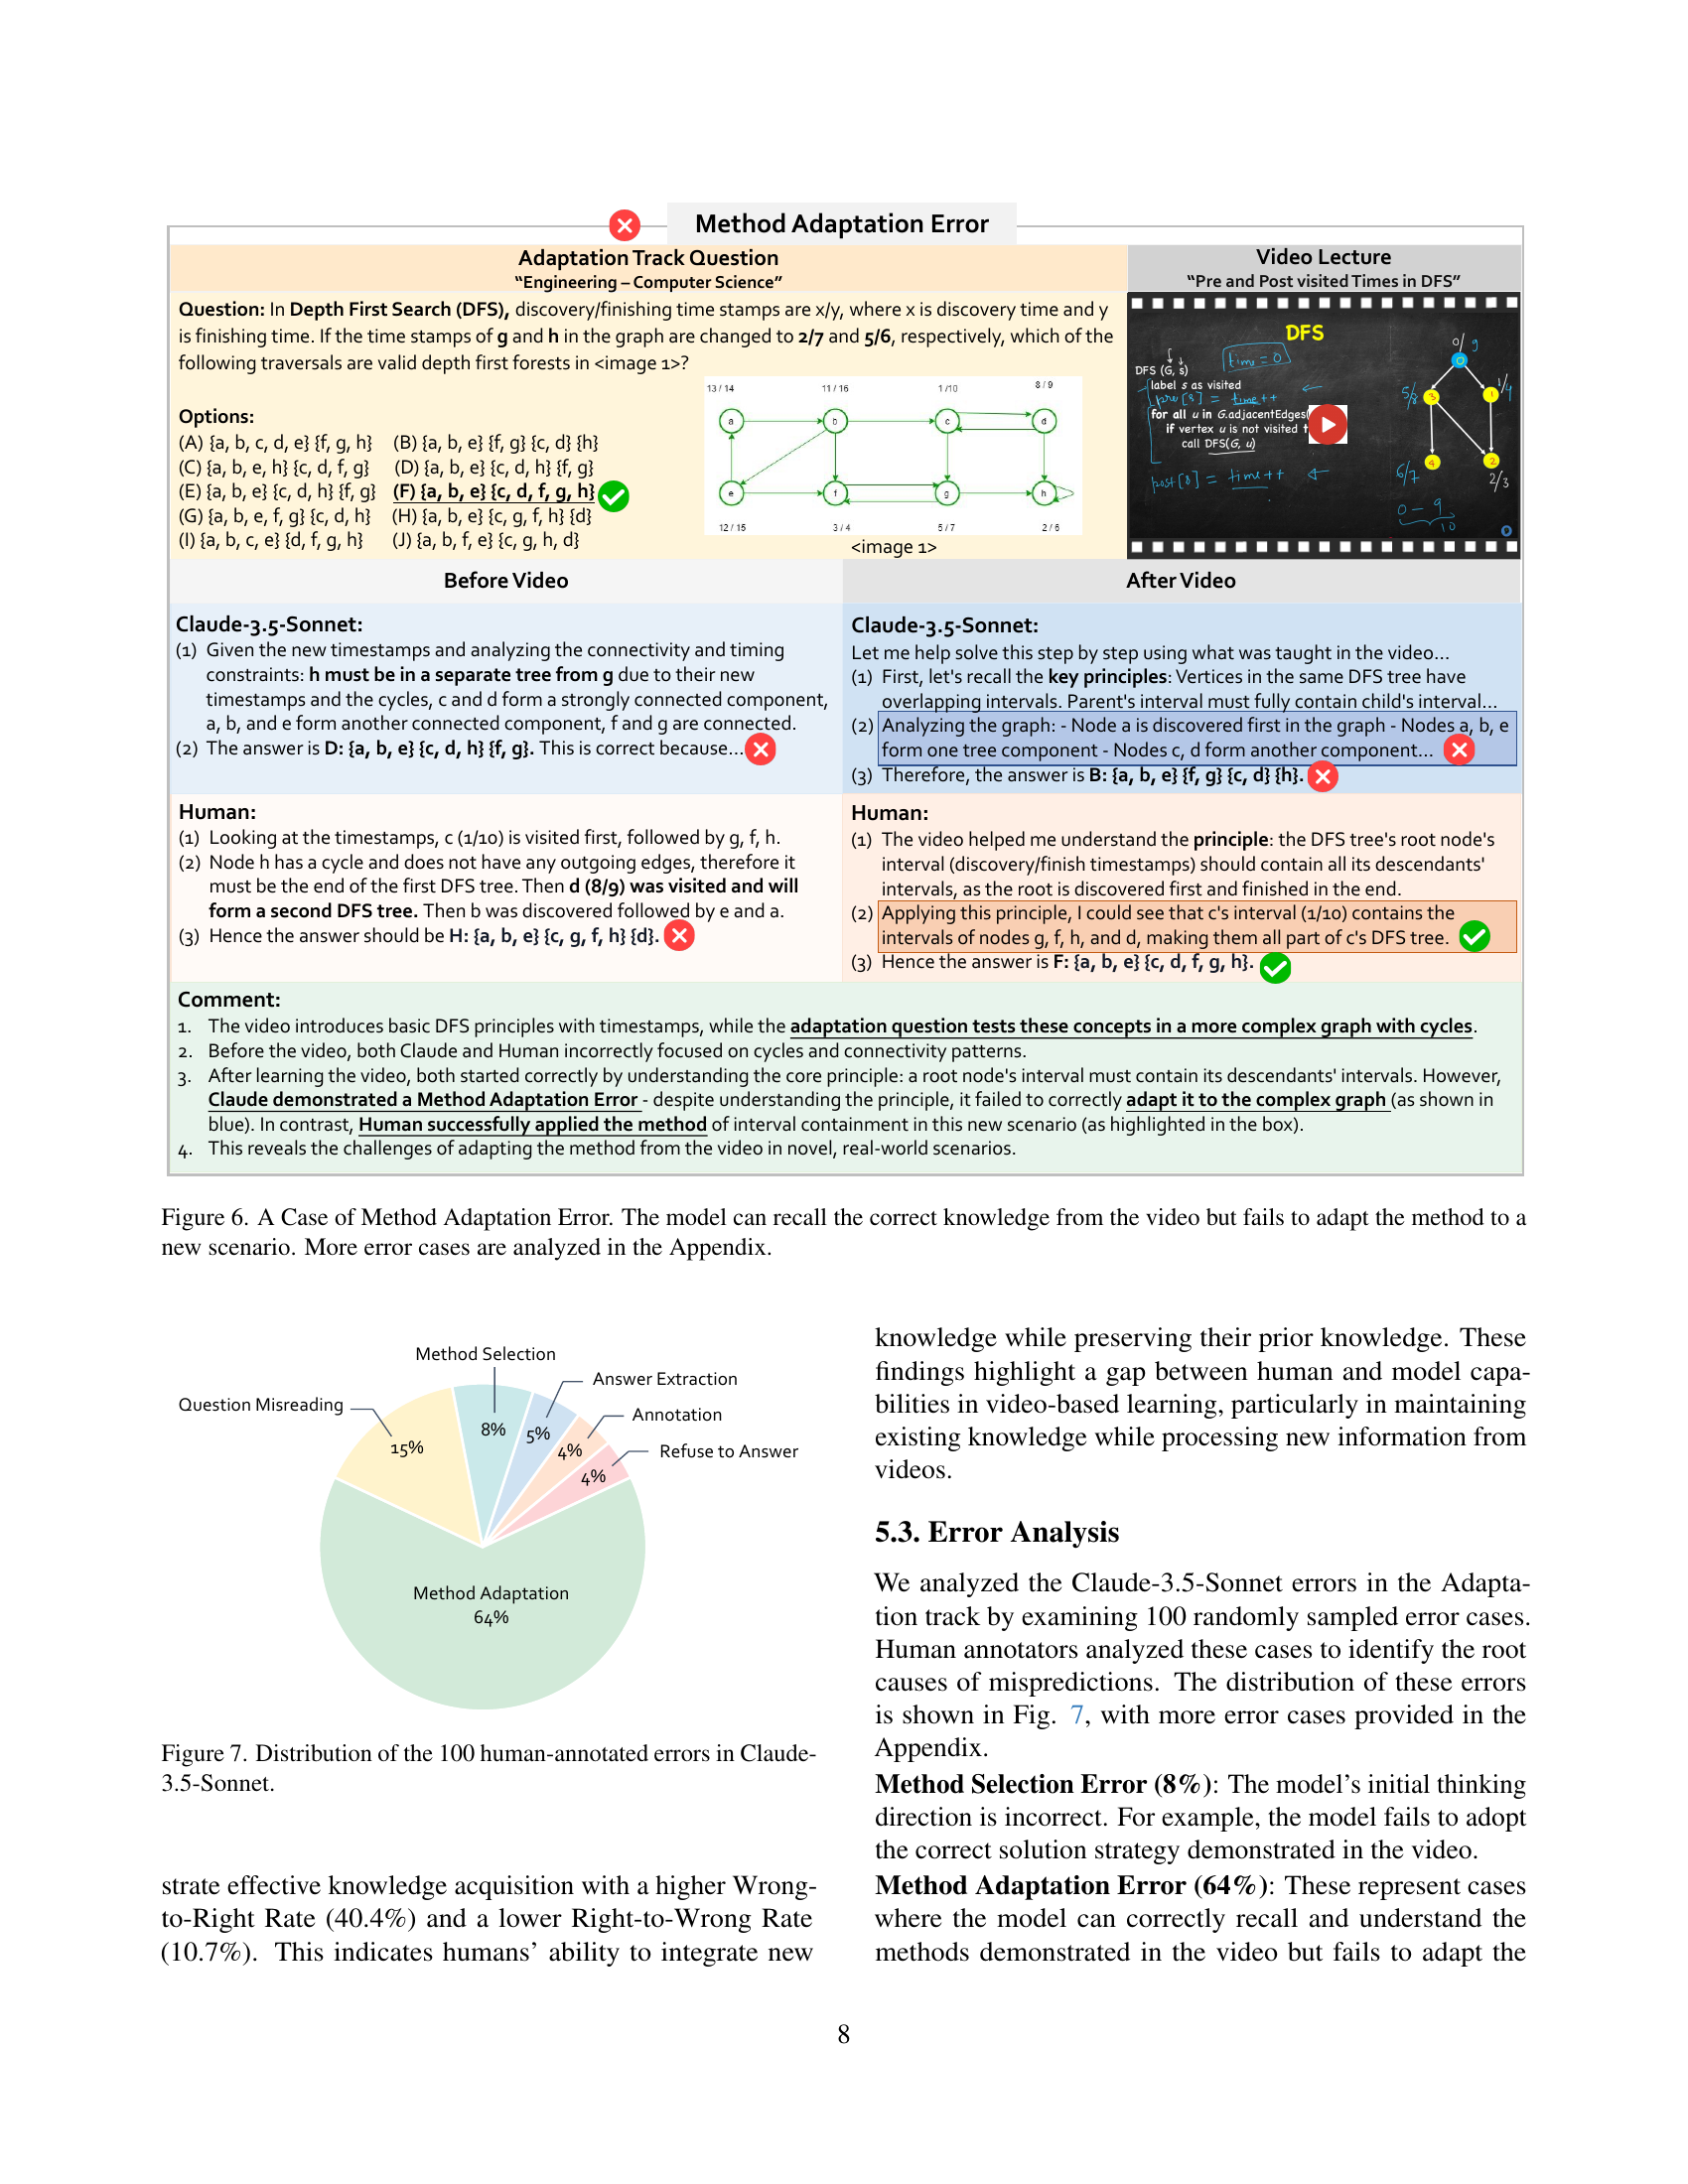 Method Adaptation Error
Adaptation Track Question
“Engineering – Computer Science”
Question: In Depth First Search (DFS), discovery/finishing time stamps are x/y, where x is discovery time and y
is finishing time. If the time stamps of g and h in the graph are changed to 2/7 and 5/6, respectively, which of the
following traversals are valid depth first forests in <image 1>?
Options:
(A) {a, b, c, d, e} {f, g, h} (B) {a, b, e} {f, g} {c, d} {h}
(C) {a, b, e, h} {c, d, f, g} (D) {a, b, e} {c, d, h} {f, g}
(E) {a, b, e} {c, d, h} {f, g} (F) {a, b, e} {c, d, f, g, h}
(G) {a, b, e, f, g} {c, d, h} (H) {a, b, e} {c, g, f, h} {d}
(I) {a, b, c, e} {d, f, g, h} (J) {a, b, f, e} {c, g, h, d}
13 / 14 11 / 16 1 /10 8 / 9
a b c d
e f g h
12 / 15 3 / 4 5 / 7 2 / 6
<image 1>
Video Lecture
“Pre and Post visited Times in DFS”
DFS
time = 0
DFS (G, s)
label s as visited
pre[s] = time++
for all u in G.adjacentEdges(
if vertex u is not visited t
call DFS(G, u)
post[s] = time++
0/9
0
5/8 3 1 1/4
4 2
6/7 2/3
0 – 9
10
Before Video
After Video
Claude-3.5-Sonnet:
(1) Given the new timestamps and analyzing the connectivity and timing
constraints: h must be in a separate tree from g due to their new
timestamps and the cycles, c and d form a strongly connected component,
a, b, and e form another connected component, f and g are connected.
(2) The answer is D: {a, b, e} {c, d, h} {f, g}. This is correct because...
Claude-3.5-Sonnet:
Let me help solve this step by step using what was taught in the video...
(1) First, let's recall the key principles: Vertices in the same DFS tree have
overlapping intervals. Parent's interval must fully contain child's interval...
(2) Analyzing the graph: - Node a is discovered first in the graph - Nodes a, b, e
form one tree component - Nodes c, d form another component...
(3) Therefore, the answer is B: {a, b, e} {f, g} {c, d} {h}.
Human:
(1) Looking at the timestamps, c (1/10) is visited first, followed by g, f, h.
(2) Node h has a cycle and does not have any outgoing edges, therefore it
must be the end of the first DFS tree. Then d (8/9) was visited and will
form a second DFS tree. Then b was discovered followed by e and a.
(3) Hence the answer should be H: {a, b, e} {c, g, f, h} {d}.
Human:
(1) The video helped me understand the principle: the DFS tree's root node's
interval (discovery/finish timestamps) should contain all its descendants'
intervals, as the root is discovered first and finished in the end.
(2) Applying this principle, I could see that c's interval (1/10) contains the
intervals of nodes g, f, h, and d, making them all part of c's DFS tree.
(3) Hence the answer is F: {a, b, e} {c, d, f, g, h}.
Comment:
1. The video introduces basic DFS principles with timestamps, while the adaptation question tests these concepts in a more complex graph with cycles.
2. Before the video, both Claude and Human incorrectly focused on cycles and connectivity patterns.
3. After learning the video, both started correctly by understanding the core principle: a root node's interval must contain its descendants' intervals. However,
Claude demonstrated a Method Adaptation Error - despite understanding the principle, it failed to correctly adapt it to the complex graph (as shown in
blue). In contrast, Human successfully applied the method of interval containment in this new scenario (as highlighted in the box).
4. This reveals the challenges of adapting the method from the video in novel, real-world scenarios.
Figure 6. A Case of Method Adaptation Error. The model can recall the correct knowledge from the video but fails to adapt the method to a
new scenario. More error cases are analyzed in the Appendix.
Method Selection
Answer Extraction
Question Misreading
Annotation
Refuse to Answer
15%
8%
5%
4%
4%
Method Adaptation
64%
Figure 7. Distribution of the 100 human-annotated errors in Claude-
3.5-Sonnet.
strate effective knowledge acquisition with a higher Wrong-
to-Right Rate (40.4%) and a lower Right-to-Wrong Rate
(10.7%). This indicates humans’ ability to integrate new
knowledge while preserving their prior knowledge. These
findings highlight a gap between human and model capa-
bilities in video-based learning, particularly in maintaining
existing knowledge while processing new information from
videos.
5.3. Error Analysis
We analyzed the Claude-3.5-Sonnet errors in the Adapta-
tion track by examining 100 randomly sampled error cases.
Human annotators analyzed these cases to identify the root
causes of mispredictions. The distribution of these errors
is shown in Fig. 7, with more error cases provided in the
Appendix.
Method Selection Error (8%): The model’s initial thinking
direction is incorrect. For example, the model fails to adopt
the correct solution strategy demonstrated in the video.
Method Adaptation Error (64%): These represent cases
where the model can correctly recall and understand the
methods demonstrated in the video but fails to adapt the
8